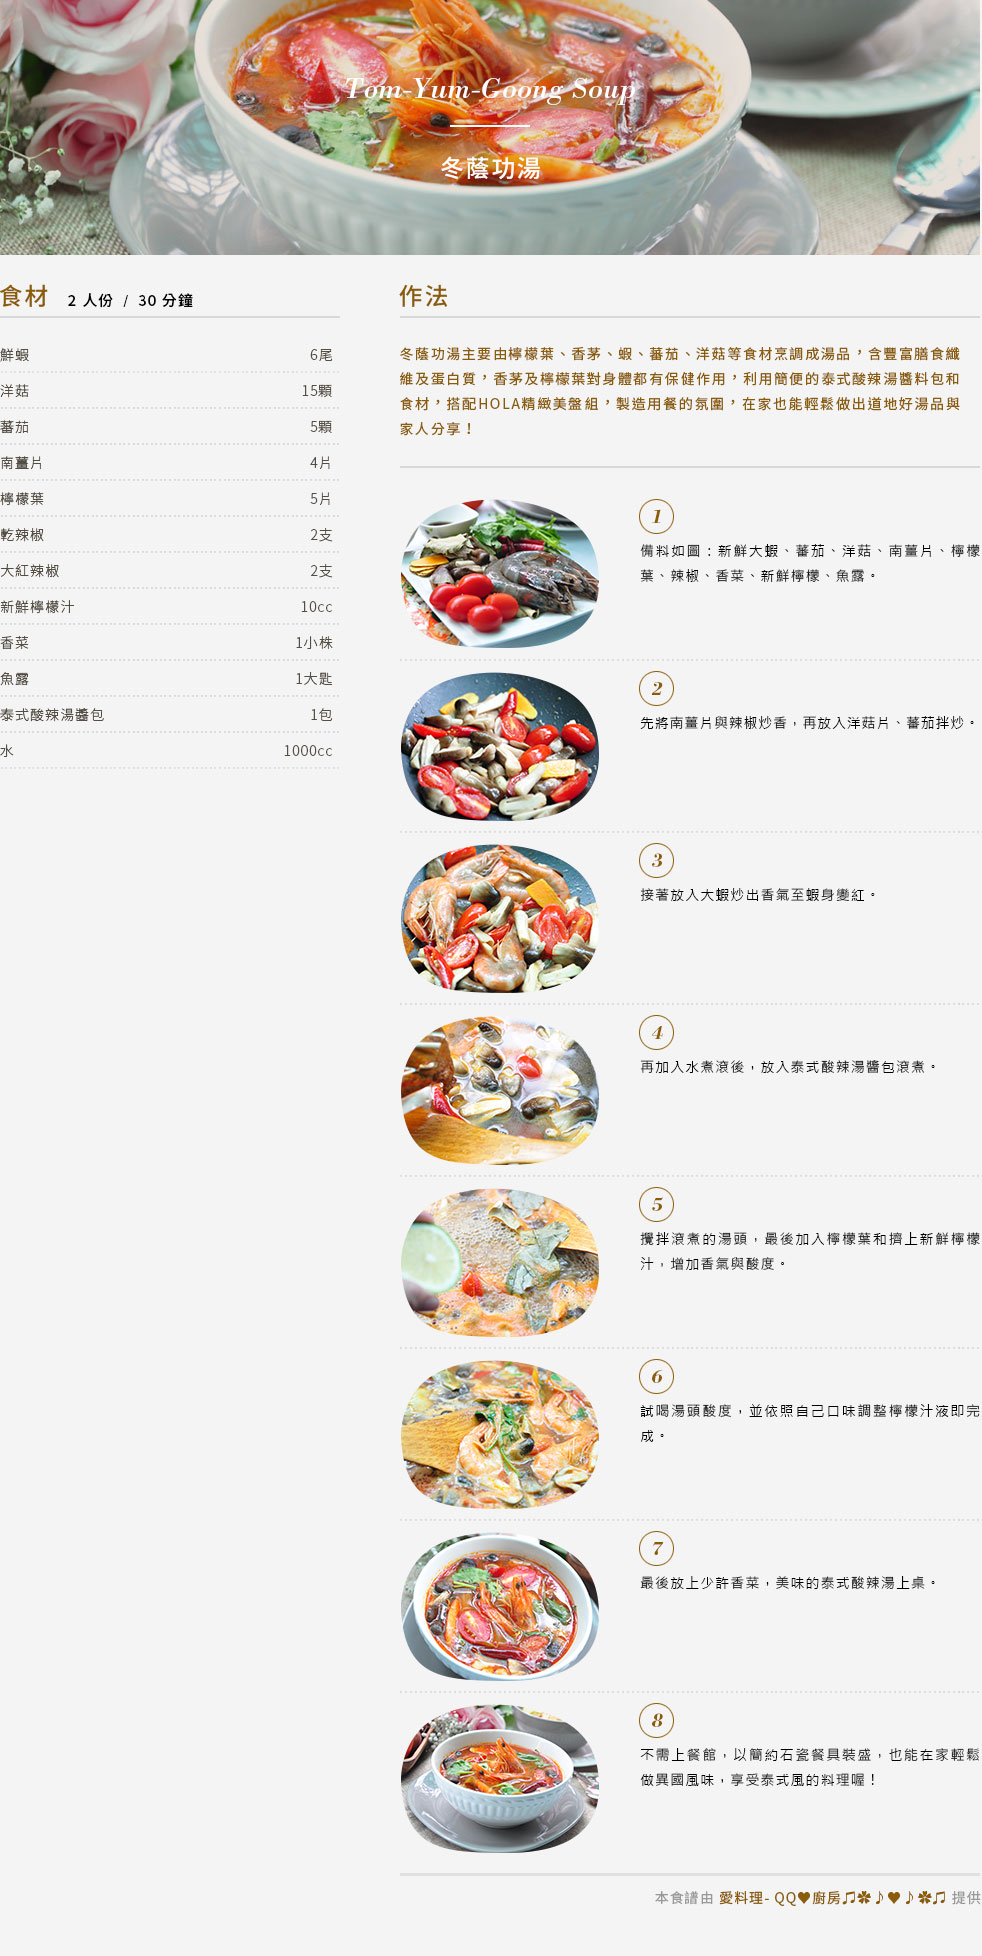 Tom-Yum-Goong Soup
冬蔭功湯
食材 2 人份 / 30 分鐘
鮮蝦 6尾
洋菇 15顆
蕃茄 5顆
南薑片 4片
檸檬葉 5片
乾辣椒 2支
大紅辣椒 2支
新鮮檸檬汁 10cc
香菜 1小株
魚露 1大匙
泰式酸辣湯醬包 1包
水 1000cc
作法
冬蔭功湯主要由檸檬葉、香茅、蝦、蕃茄、洋菇等食材烹調成湯品，含豐富膳食纖
維及蛋白質，香茅及檸檬葉對身體都有保健作用，利用簡便的泰式酸辣湯醬料包和
食材，搭配HOLA精緻美盤組，製造用餐的氛圍，在家也能輕鬆做出道地好湯品與
家人分享！
1
備料如圖：新鮮大蝦、蕃茄、洋菇、南薑片、檸檬
葉、辣椒、香菜、新鮮檸檬、魚露。
2
先將南薑片與辣椒炒香，再放入洋菇片、蕃茄拌炒。
3
接著放入大蝦炒出香氣至蝦身變紅。
4
再加入水煮滾後，放入泰式酸辣湯醬包滾煮。
5
攪拌滾煮的湯頭，最後加入檸檬葉和擠上新鮮檸檬
汁，增加香氣與酸度。
6
試喝湯頭酸度，並依照自己口味調整檸檬汁液即完
成。
7
最後放上少許香菜，美味的泰式酸辣湯上桌。
8
不需上餐館，以簡約石瓷餐具裝盛，也能在家輕鬆
做異國風味，享受泰式風的料理喔！
本食譜由 愛料理- QQ♥廚房♫✿♪♥♪✿♫ 提供